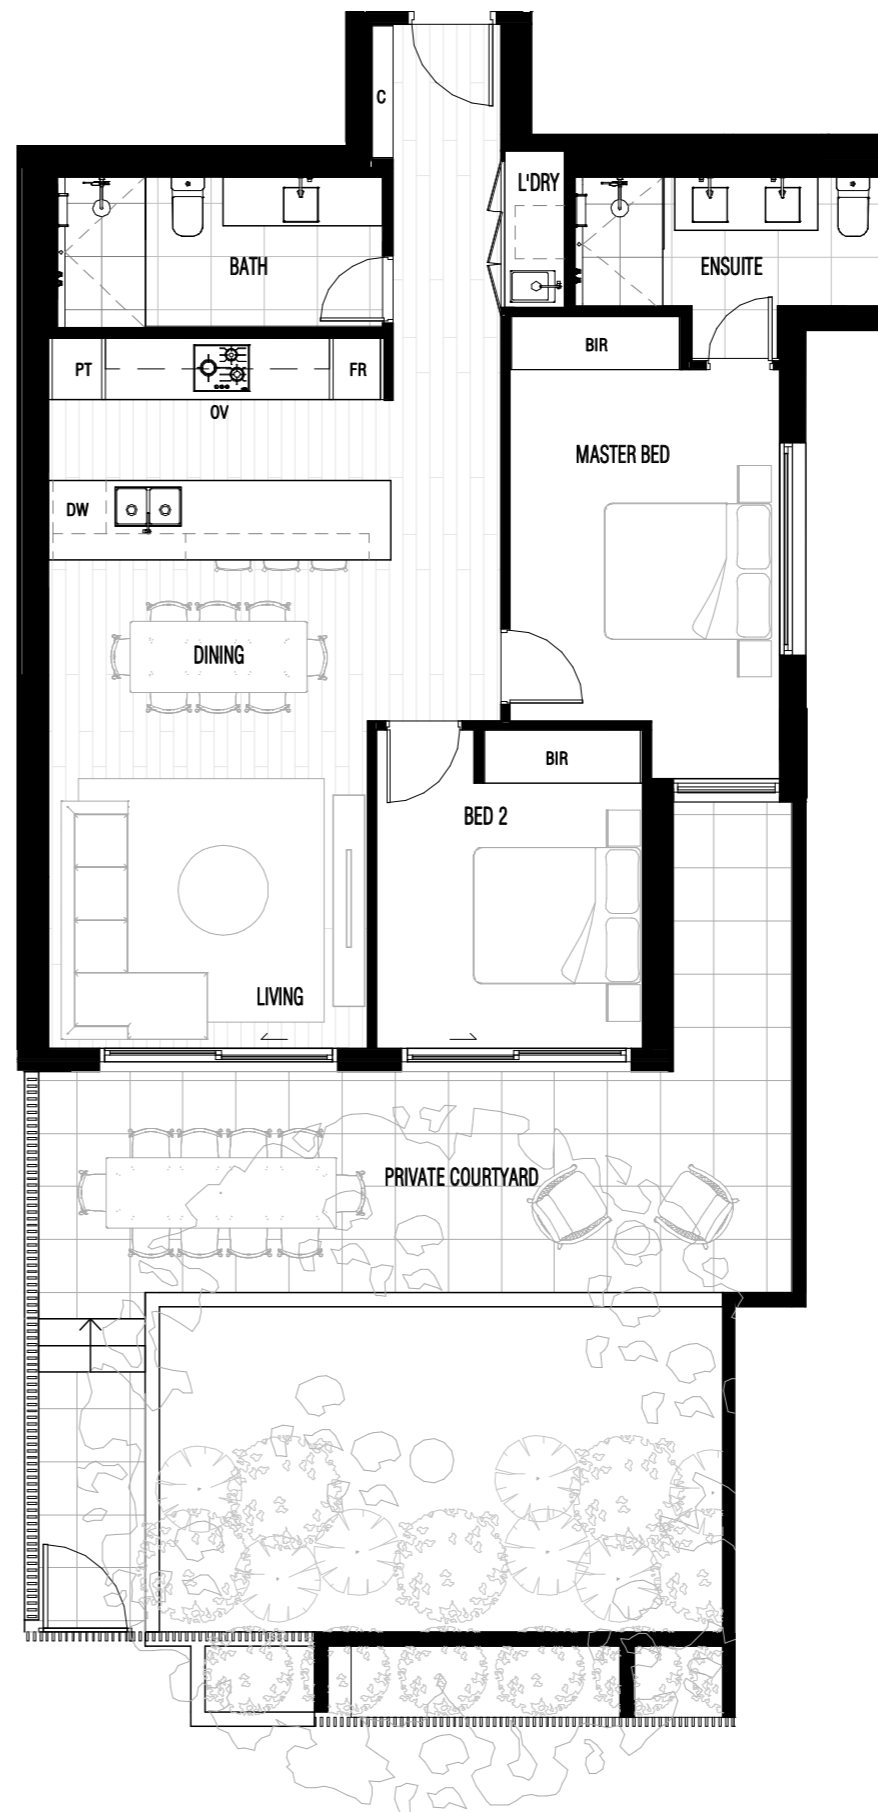 C
L'DRY
BATH
ENSUITE
PT
FR
BIR
OV
MASTER BED
DW
DINING
BIR
BED 2
LIVING
PRIVATE COURTYARD